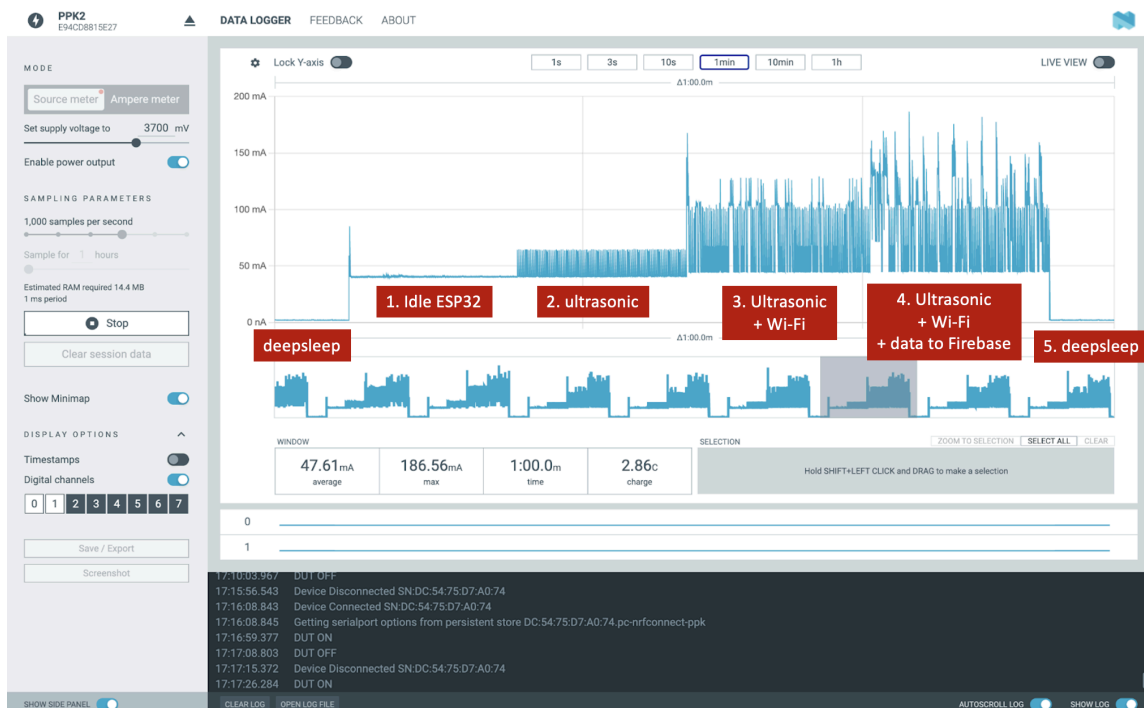 PPK2
E94CD8815E27
DATA LOGGER FEEDBACK ABOUT
MODE
Source meter Ampere meter
Set supply voltage to 3700 mV
Enable power output
SAMPLING PARAMETERS
1,000 samples per second
Sample for 1 hours
Estimated RAM required 14.4 MB
1 ms period
Stop
Clear session data
Show Minimap
DISPLAY OPTIONS
Timestamps
Digital channels
0 1 2 3 4 5 6 7
Save / Export
Screenshot
SHOW SIDE PANEL
Lock Y-axis 1s 3s 10s 1min 10min 1h LIVE VIEW
Δ1:00.0m
200 mA
150 mA
100 mA
50 mA
0 nA
deepsleep
1. Idle ESP32
2. ultrasonic
3. Ultrasonic
+ Wi-Fi
4. Ultrasonic
+ Wi-Fi
+ data to Firebase
5. deepsleep
Δ1:00.0m
WINDOW
47.61mA
average
186.56mA
max
1:00.0m
time
2.86c
charge
SELECTION ZOOM TO SELECTION SELECT ALL CLEAR
Hold SHIFT+LEFT CLICK and DRAG to make a selection
0
1
17:10:03.967 DUT OFF
17:15:56.543 Device Disconnected SN:DC:54:75:D7:A0:74
17:16:08.843 Device Connected SN:DC:54:75:D7:A0:74
17:16:08.845 Getting serialport options from persistent store DC:54:75:D7:A0:74.pc-nrfconnect-ppk
17:16:59.377 DUT ON
17:17:08.803 DUT OFF
17:17:15.372 Device Disconnected SN:DC:54:75:D7:A0:74
17:17:26.284 DUT ON
CLEAR LOG OPEN LOG FILE AUTOSCROLL LOG SHOW LOG